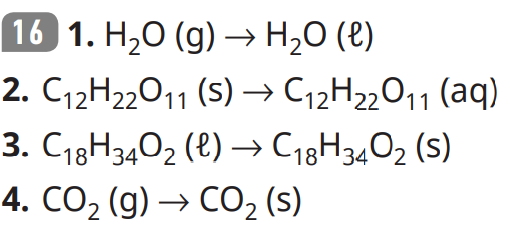 16 1. H₂O (g) → H₂O (ℓ)
2. C₁₂H₂₂O₁₁ (s) → C₁₂H₂₂O₁₁ (aq)
3. C₁₈H₃₄O₂ (ℓ) → C₁₈H₃₄O₂ (s)
4. CO₂ (g) → CO₂ (s)